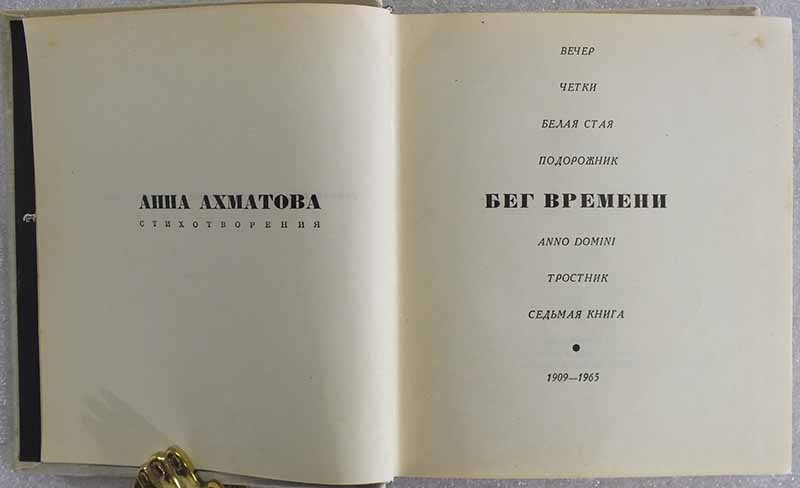 АННА АХМАТОВА
СТИХОТВОРЕНИЯ
ВЕЧЕР
ЧЕТКИ
БЕЛАЯ СТАЯ
ПОДОРОЖНИК
БЕГ ВРЕМЕНИ
ANNO DOMINI
ТРОСТНИК
СЕДЬМАЯ КНИГА
●
1909—1965